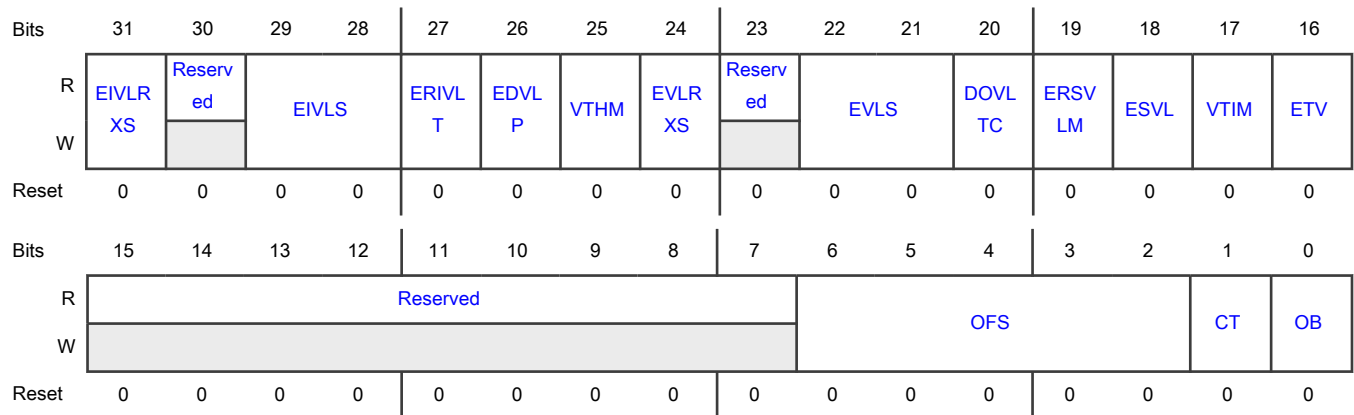 Bits 31 30 29 28 27 26 25 24 23 22 21 20 19 18 17 16
R W EIVLR XS Reserv ed EIVLS ERIVL T EDVL P VTHM EVLR XS Reserv ed EVLS DOVL TC ERSV LM ESVL VTIM ETV
Reset 0 0 0 0 0 0 0 0 0 0 0 0 0 0 0 0
Bits 15 14 13 12 11 10 9 8 7 6 5 4 3 2 1 0
R W Reserved OFS CT OB
Reset 0 0 0 0 0 0 0 0 0 0 0 0 0 0 0 0